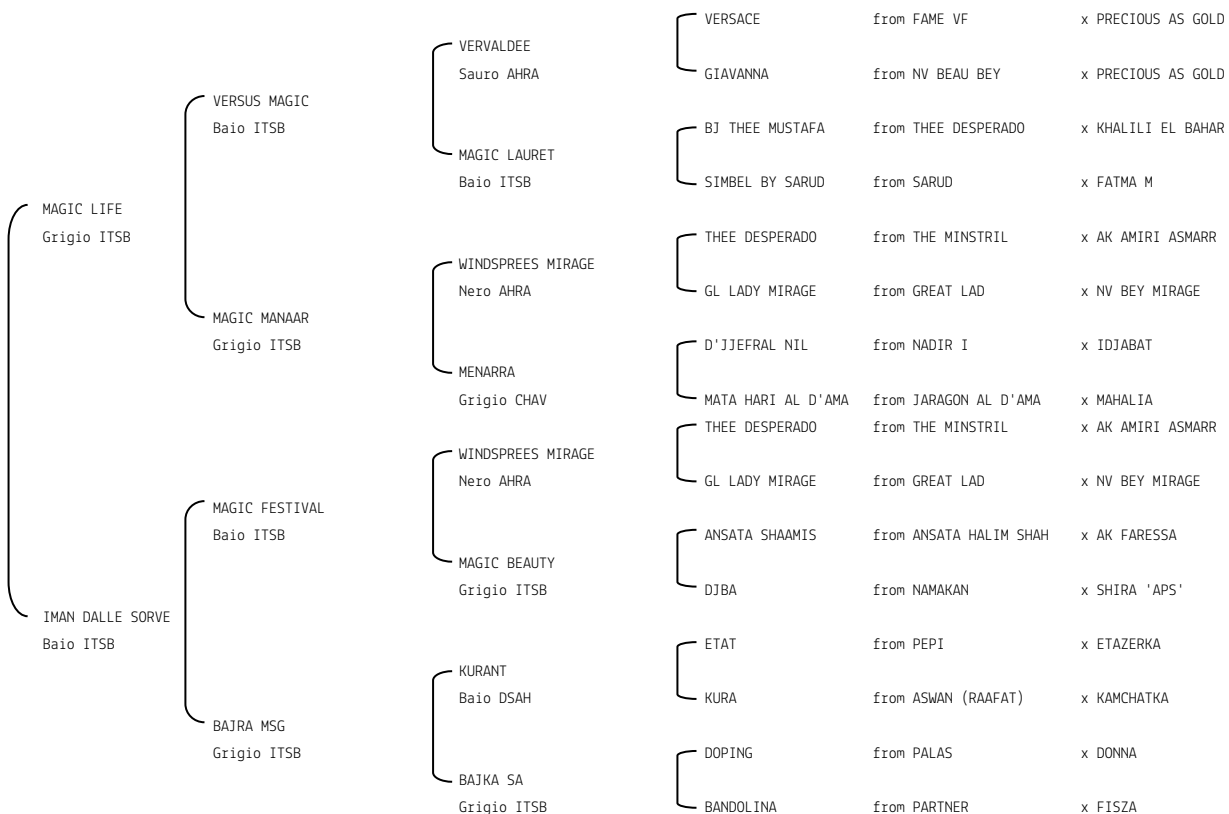 VERSACE from FAME VF x PRECIOUS AS GOLD
VERVALDEE
Sauro AHRA
GIAVANNA from NV BEAU BEY x PRECIOUS AS GOLD
VERSUS MAGIC
Baio ITSB
BJ THEE MUSTAFA from THEE DESPERADO x KHALILI EL BAHAR
MAGIC LAURET
Baio ITSB
SIMBEL BY SARUD from SARUD x FATMA M
MAGIC LIFE
Grigio ITSB
THEE DESPERADO from THE MINSTRIL x AK AMIRI ASMARR
WINDSPREES MIRAGE
Nero AHRA
GL LADY MIRAGE from GREAT LAD x NV BEY MIRAGE
MAGIC MANAAR
Grigio ITSB
D'JJEFRAL NIL from NADIR I x IDJABAT
MENARRA
Grigio CHAV
MATA HARI AL D'AMA from JARAGON AL D'AMA x MAHALIA
THEE DESPERADO from THE MINSTRIL x AK AMIRI ASMARR
WINDSPREES MIRAGE
Nero AHRA
GL LADY MIRAGE from GREAT LAD x NV BEY MIRAGE
MAGIC FESTIVAL
Baio ITSB
ANSATA SHAAMIS from ANSATA HALIM SHAH x AK FARESSA
MAGIC BEAUTY
Grigio ITSB
DJBA from NAMAKAN x SHIRA 'APS'
IMAN DALLE SORVE
Baio ITSB
ETAT from PEPI x ETAZERKA
KURANT
Baio DSAH
KURA from ASWAN (RAAFAT) x KAMCHATKA
BAJRA MSG
Grigio ITSB
DOPING from PALAS x DONNA
BAJKA SA
Grigio ITSB
BANDOLINA from PARTNER x FISZA